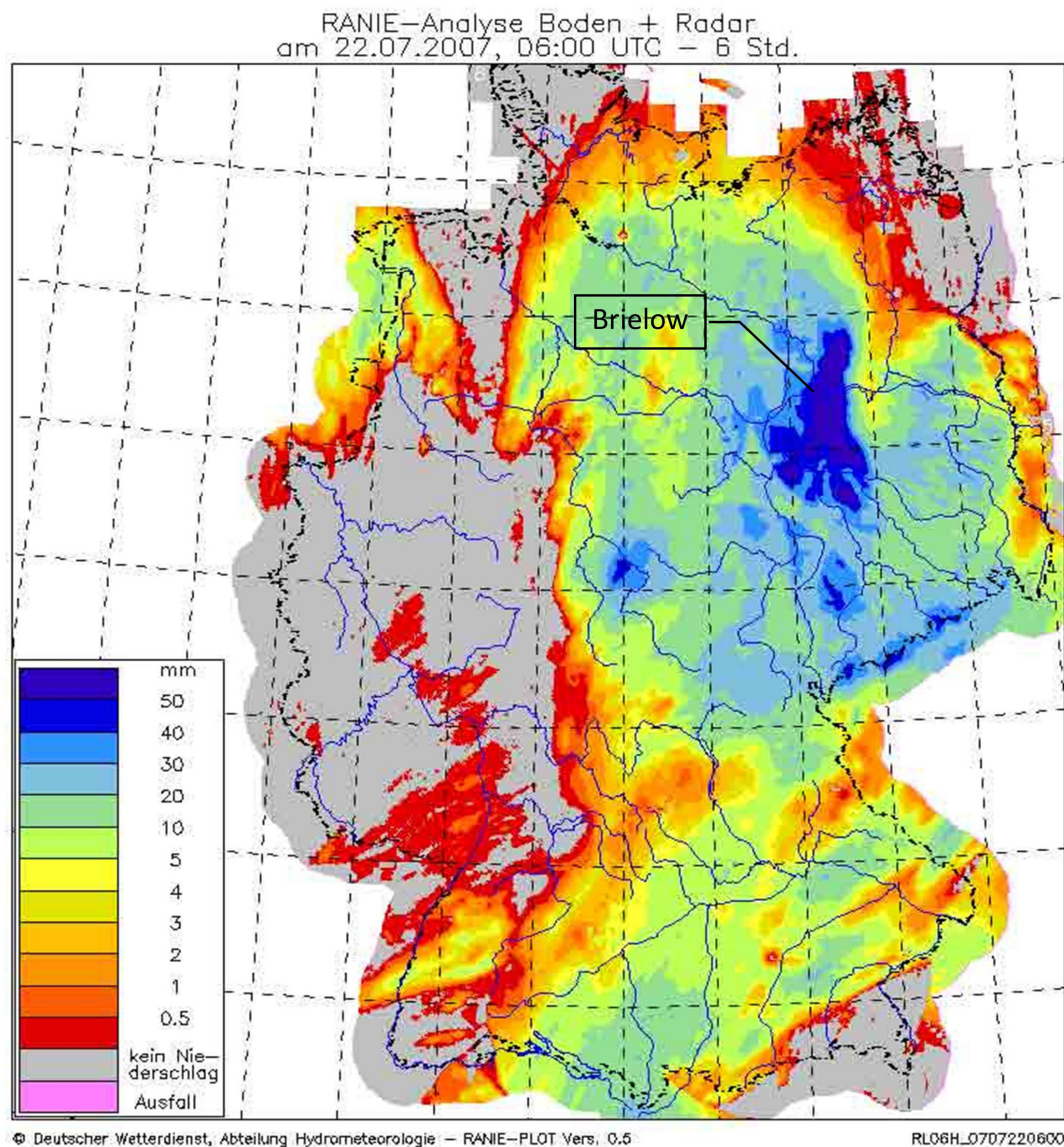 RANIE-Analyse Boden + Radar
am 22.07.2007, 06:00 UTC - 6 Std.
Brielow
mm
50
40
30
20
10
5
4
3
2
1
0.5
kein Nie-
derschlag
Ausfall
© Deutscher Wetterdienst, Abteilung Hydrometeorologie - RANIE-PLOT Vers. 0.5
RL06H_0707220600